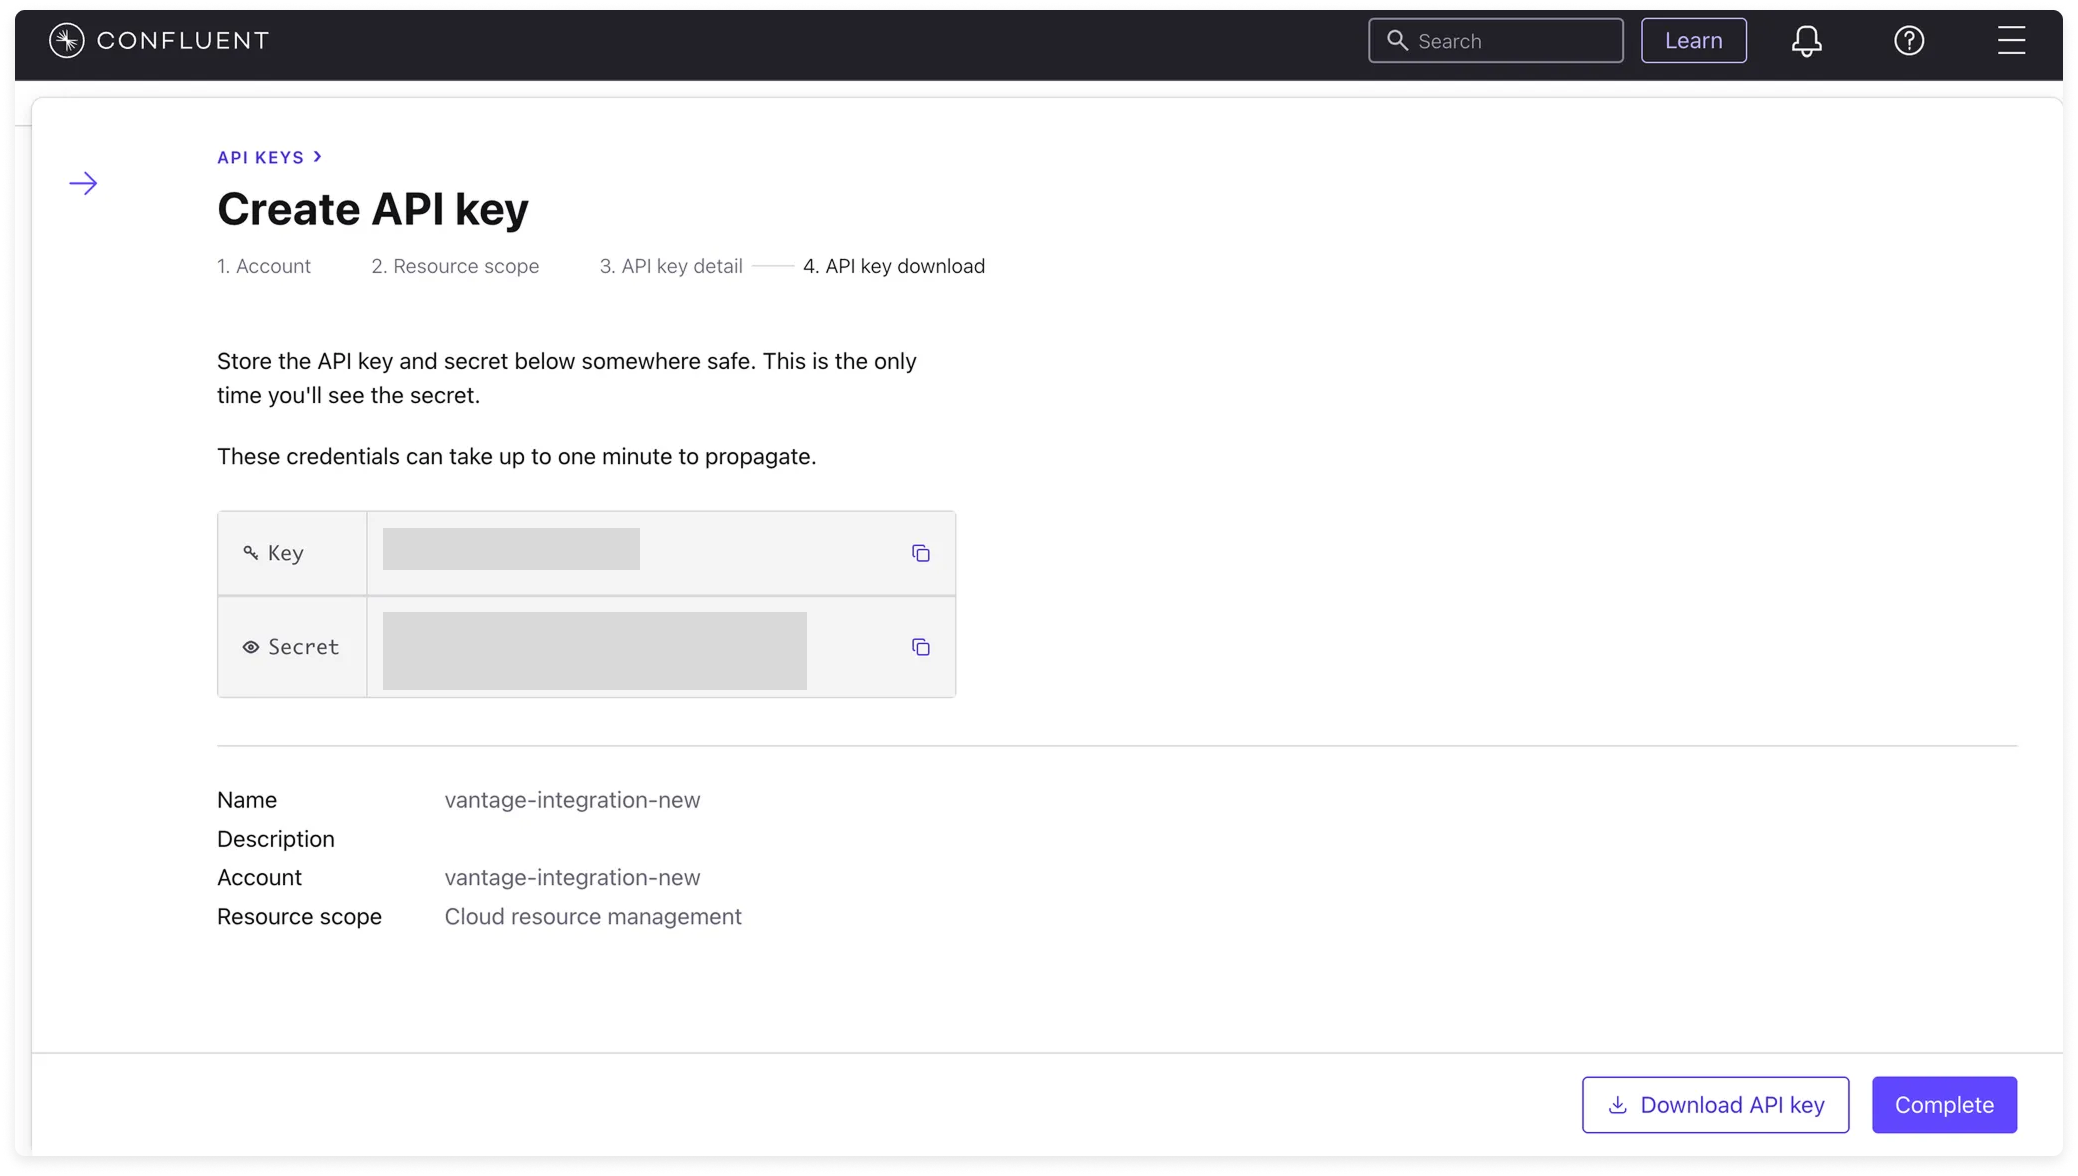 CONFLUENT
Search
Learn
API KEYS
Create API key
1. Account 2. Resource scope 3. API key detail 4. API key download
Store the API key and secret below somewhere safe. This is the only
time you'll see the secret.
These credentials can take up to one minute to propagate.
Key
Secret
Name vantage-integration-new
Description
Account vantage-integration-new
Resource scope Cloud resource management
Download API key
Complete